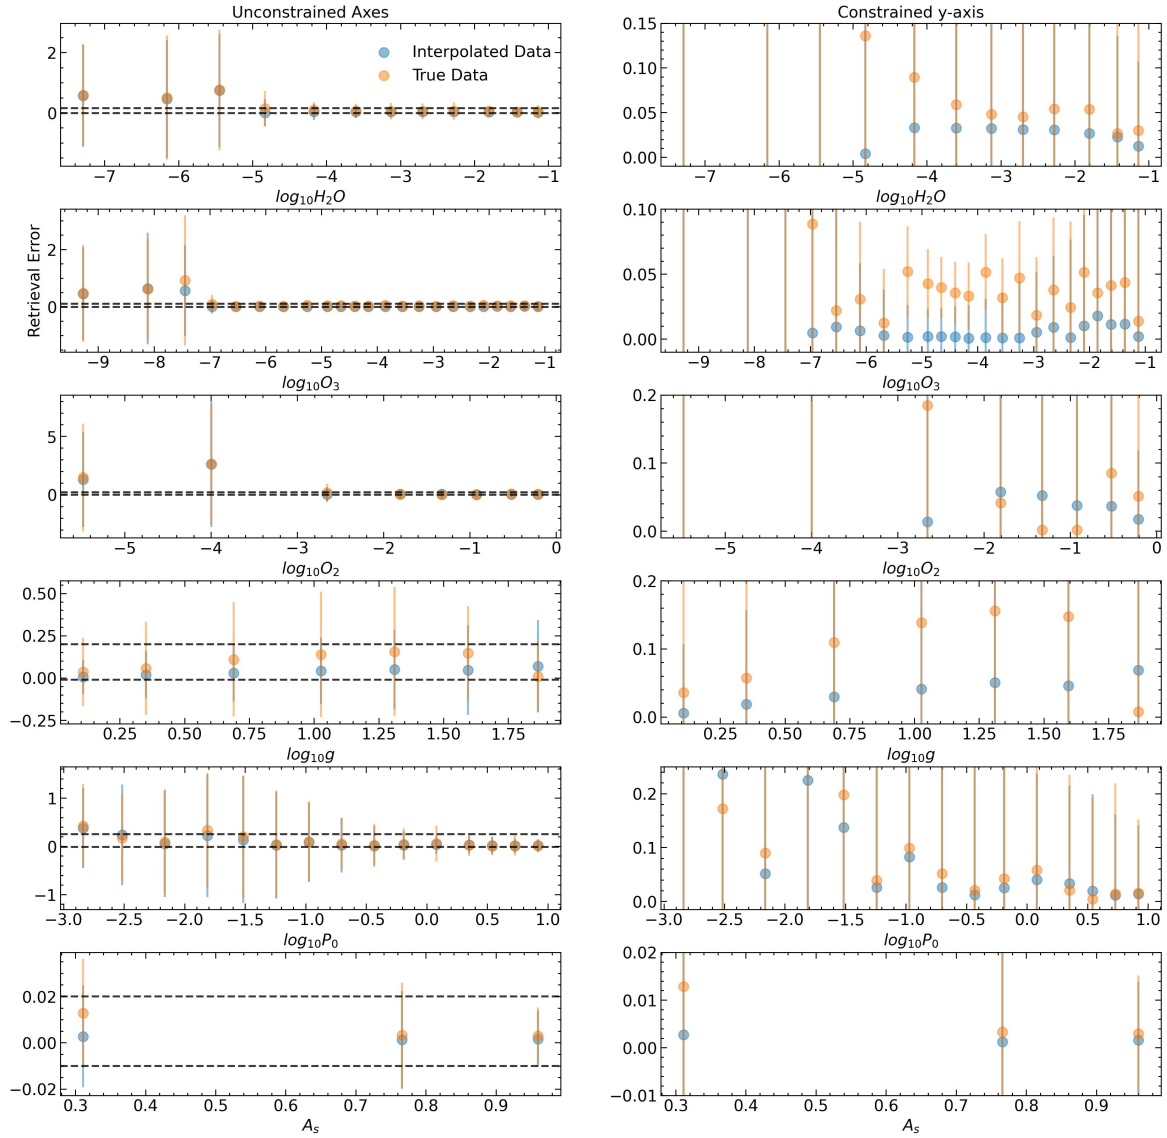 Unconstrained Axes
Constrained y-axis
Interpolated Data
True Data
2
0
−7 −6 −5 −4 −3 −2 −1
log10H2O
0.15
0.10
0.05
0.00
−7 −6 −5 −4 −3 −2 −1
log10H2O
Retrieval Error
2
0
−9 −8 −7 −6 −5 −4 −3 −2 −1
log10O3
0.10
0.05
0.00
−9 −8 −7 −6 −5 −4 −3 −2 −1
log10O3
5
0
−5 −4 −3 −2 −1 0
log10O2
0.2
0.1
0.0
−5 −4 −3 −2 −1 0
log10O2
0.50
0.25
0.00
−0.25
0.25 0.50 0.75 1.00 1.25 1.50 1.75
log10g
0.2
0.1
0.0
0.25 0.50 0.75 1.00 1.25 1.50 1.75
log10g
1
0
−1
−3.0 −2.5 −2.0 −1.5 −1.0 −0.5 0.0 0.5 1.0
log10P0
0.2
0.1
0.0
−3.0 −2.5 −2.0 −1.5 −1.0 −0.5 0.0 0.5 1.0
log10P0
0.02
0.00
−0.02
0.3 0.4 0.5 0.6 0.7 0.8 0.9
As
0.02
0.01
0.00
−0.01
0.3 0.4 0.5 0.6 0.7 0.8 0.9
As